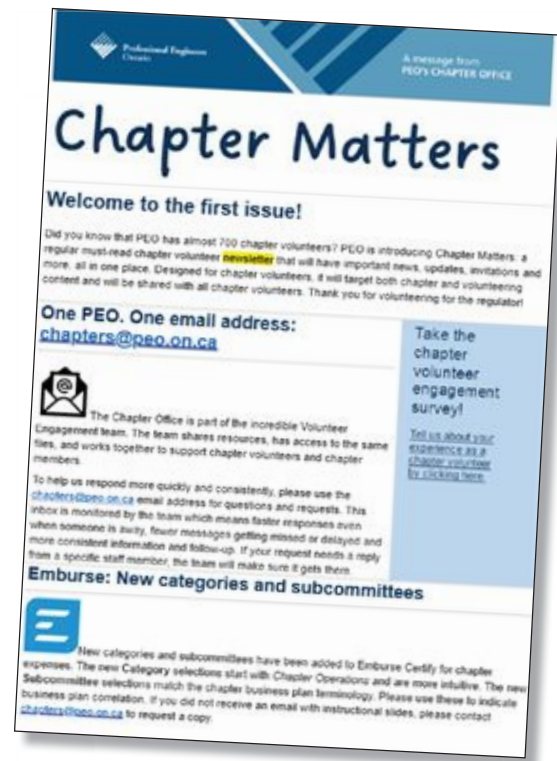 Professional Engineers
Ontario
A message from
PEO'S CHAPTER OFFICE
Chapter Matters
Welcome to the first issue!
Did you know that PEO has almost 700 chapter volunteers? PEO is introducing Chapter Matters: a
regular must-read chapter volunteer newsletter that will have important news, updates, invitations and
more, all in one place. Designed for chapter volunteers, it will target both chapter and volunteering
content and will be shared with all chapter volunteers. Thank you for volunteering for the regulator!
One PEO. One email address:
chapters@peo.on.ca
The Chapter Office is part of the incredible Volunteer
Engagement team. The team shares resources, has access to the same
files, and works together to support chapter volunteers and chapter
members.
To help us respond more quickly and consistently, please use the
chapters@peo.on.ca email address for questions and requests. This
inbox is monitored by the team which means faster responses even
when someone is away, fewer messages getting missed or delayed and
more consistent information and follow-up. If your request needs a reply
from a specific staff member, the team will make sure it gets there.
Take the
chapter
volunteer
engagement
survey!
Tell us about your
experience as a
chapter volunteer
by clicking here.
Emburse: New categories and subcommittees
New categories and subcommittees have been added to Emburse Certify for chapter
expenses. The new Category selections start with Chapter Operations and are more intuitive. The new
Subcommittee selections match the chapter business plan terminology. Please use these to indicate
business plan correlation. If you did not receive an email with instructional slides, please contact
chapters@peo.on.ca to request a copy.